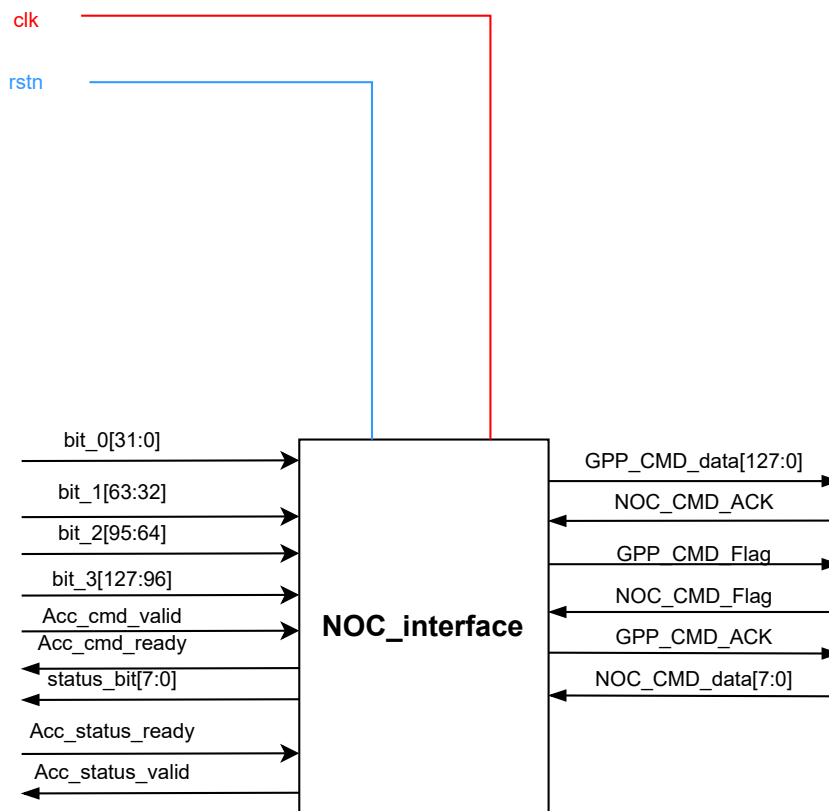 clk
rstn
bit_0[31:0]
bit_1[63:32]
bit_2[95:64]
bit_3[127:96]
Acc_cmd_valid
Acc_cmd_ready
status_bit[7:0]
Acc_status_ready
Acc_status_valid
NOC_interface
GPP_CMD_data[127:0]
NOC_CMD_ACK
GPP_CMD_Flag
NOC_CMD_Flag
GPP_CMD_ACK
NOC_CMD_data[7:0]